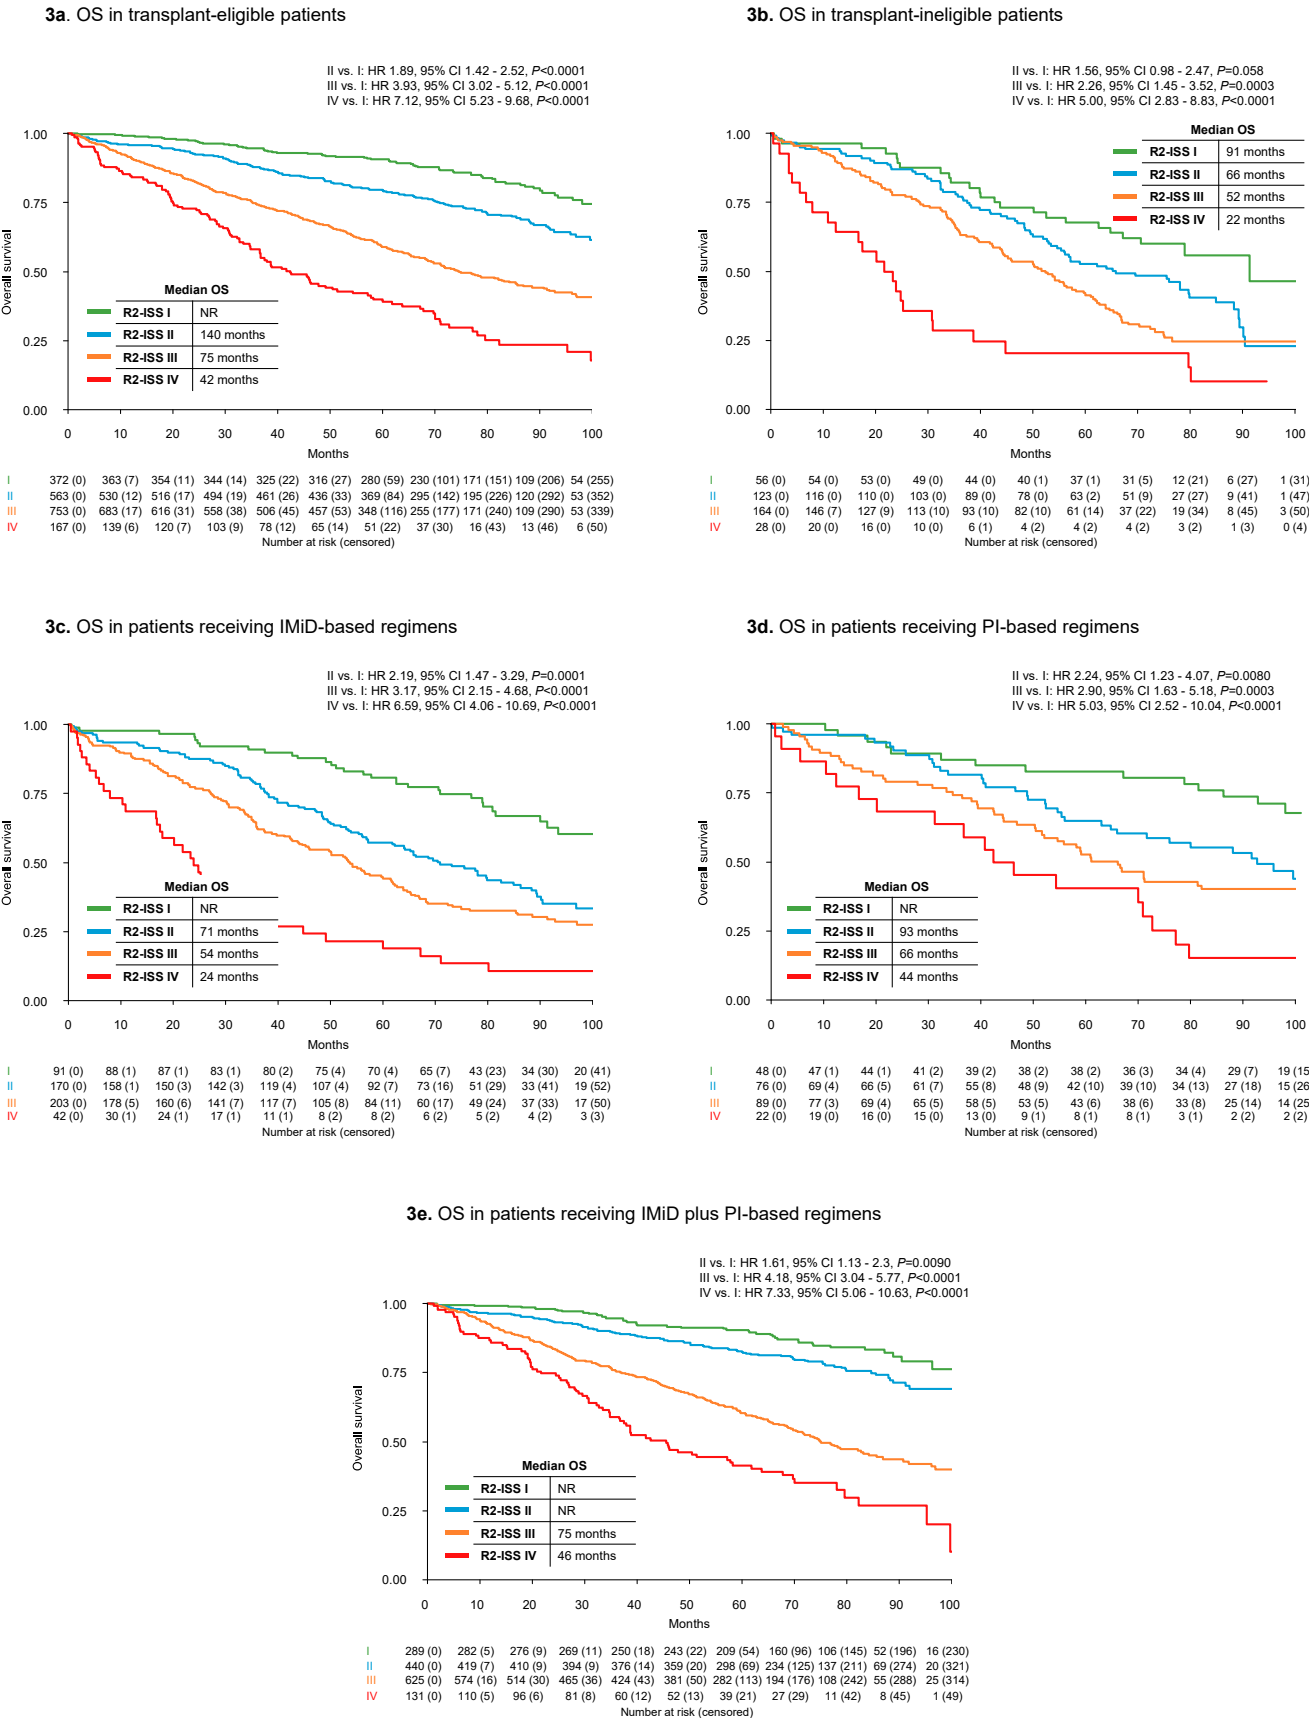 3a. OS in transplant-eligible patients
II vs. I: HR 1.89, 95% CI 1.42 - 2.52, P<0.0001
III vs. I: HR 3.93, 95% CI 3.02 - 5.12, P<0.0001
IV vs. I: HR 7.12, 95% CI 5.23 - 9.68, P<0.0001
1.00
0.75
0.50
0.25
0.00
Overall survival
Median OS
R2-ISS I NR
R2-ISS II 140 months
R2-ISS III 75 months
R2-ISS IV 42 months
0 10 20 30 40 50 60 70 80 90 100
Months
I 372 (0) 363 (7) 354 (11) 344 (14) 325 (22) 316 (27) 280 (59) 230 (101) 171 (151) 109 (206) 54 (255)
II 563 (0) 530 (12) 516 (17) 494 (19) 461 (26) 436 (33) 369 (84) 295 (142) 195 (226) 120 (292) 53 (352)
III 753 (0) 683 (17) 616 (31) 558 (38) 506 (45) 457 (53) 348 (116) 255 (177) 171 (240) 109 (290) 53 (339)
IV 167 (0) 139 (6) 120 (7) 103 (9) 78 (12) 65 (14) 51 (22) 37 (30) 16 (43) 13 (46) 6 (50)
Number at risk (censored)
3b. OS in transplant-ineligible patients
II vs. I: HR 1.56, 95% CI 0.98 - 2.47, P=0.058
III vs. I: HR 2.26, 95% CI 1.45 - 3.52, P=0.0003
IV vs. I: HR 5.00, 95% CI 2.83 - 8.83, P<0.0001
1.00
0.75
0.50
0.25
0.00
Overall survival
Median OS
R2-ISS I 91 months
R2-ISS II 66 months
R2-ISS III 52 months
R2-ISS IV 22 months
0 10 20 30 40 50 60 70 80 90 100
Months
I 56 (0) 54 (0) 53 (0) 49 (0) 44 (0) 40 (1) 37 (1) 31 (5) 12 (21) 6 (27) 1 (31)
II 123 (0) 116 (0) 110 (0) 103 (0) 89 (0) 78 (0) 63 (2) 51 (9) 27 (27) 9 (41) 1 (47)
III 164 (0) 146 (7) 127 (9) 113 (10) 93 (10) 82 (10) 61 (14) 37 (22) 19 (34) 8 (45) 3 (50)
IV 28 (0) 20 (0) 16 (0) 10 (0) 6 (1) 4 (2) 4 (2) 4 (2) 3 (2) 1 (3) 0 (4)
Number at risk (censored)
3c. OS in patients receiving IMiD-based regimens
II vs. I: HR 2.19, 95% CI 1.47 - 3.29, P=0.0001
III vs. I: HR 3.17, 95% CI 2.15 - 4.68, P<0.0001
IV vs. I: HR 6.59, 95% CI 4.06 - 10.69, P<0.0001
1.00
0.75
0.50
0.25
0.00
Overall survival
Median OS
R2-ISS I NR
R2-ISS II 71 months
R2-ISS III 54 months
R2-ISS IV 24 months
0 10 20 30 40 50 60 70 80 90 100
Months
I 91 (0) 88 (1) 87 (1) 83 (1) 80 (2) 75 (4) 70 (4) 65 (7) 43 (23) 34 (30) 20 (41)
II 170 (0) 158 (1) 150 (3) 142 (3) 119 (4) 107 (4) 92 (7) 73 (16) 51 (29) 33 (41) 19 (52)
III 203 (0) 178 (5) 160 (6) 141 (7) 117 (7) 105 (8) 84 (11) 60 (17) 49 (24) 37 (33) 17 (50)
IV 42 (0) 30 (1) 24 (1) 17 (1) 11 (1) 8 (2) 8 (2) 6 (2) 5 (2) 4 (2) 3 (3)
Number at risk (censored)
3d. OS in patients receiving PI-based regimens
II vs. I: HR 2.24, 95% CI 1.23 - 4.07, P=0.0080
III vs. I: HR 2.90, 95% CI 1.63 - 5.18, P=0.0003
IV vs. I: HR 5.03, 95% CI 2.52 - 10.04, P<0.0001
1.00
0.75
0.50
0.25
0.00
Overall survival
Median OS
R2-ISS I NR
R2-ISS II 93 months
R2-ISS III 66 months
R2-ISS IV 44 months
0 10 20 30 40 50 60 70 80 90 100
Months
I 48 (0) 47 (1) 44 (1) 41 (2) 39 (2) 38 (2) 38 (2) 36 (3) 34 (4) 29 (7) 19 (15
II 76 (0) 69 (4) 66 (5) 61 (7) 55 (8) 48 (9) 42 (10) 39 (10) 34 (13) 27 (18) 15 (26
III 89 (0) 77 (3) 69 (4) 65 (5) 58 (5) 53 (5) 43 (6) 38 (6) 33 (8) 25 (14) 14 (25
IV 22 (0) 19 (0) 16 (0) 15 (0) 13 (0) 9 (1) 8 (1) 8 (1) 3 (1) 2 (2) 2 (2)
Number at risk (censored)
3e. OS in patients receiving IMiD plus PI-based regimens
II vs. I: HR 1.61, 95% CI 1.13 - 2.3, P=0.0090
III vs. I: HR 4.18, 95% CI 3.04 - 5.77, P<0.0001
IV vs. I: HR 7.33, 95% CI 5.06 - 10.63, P<0.0001
1.00
0.75
0.50
0.25
0.00
Overall survival
Median OS
R2-ISS I NR
R2-ISS II NR
R2-ISS III 75 months
R2-ISS IV 46 months
0 10 20 30 40 50 60 70 80 90 100
Months
I 289 (0) 282 (5) 276 (9) 269 (11) 250 (18) 243 (22) 209 (54) 160 (96) 106 (145) 52 (196) 16 (230)
II 440 (0) 419 (7) 410 (9) 394 (9) 376 (14) 359 (20) 298 (69) 234 (125) 137 (211) 69 (274) 20 (321)
III 625 (0) 574 (16) 514 (30) 465 (36) 424 (43) 381 (50) 282 (113) 194 (176) 108 (242) 55 (288) 25 (314)
IV 131 (0) 110 (5) 96 (6) 81 (8) 60 (12) 52 (13) 39 (21) 27 (29) 11 (42) 8 (45) 1 (49)
Number at risk (censored)